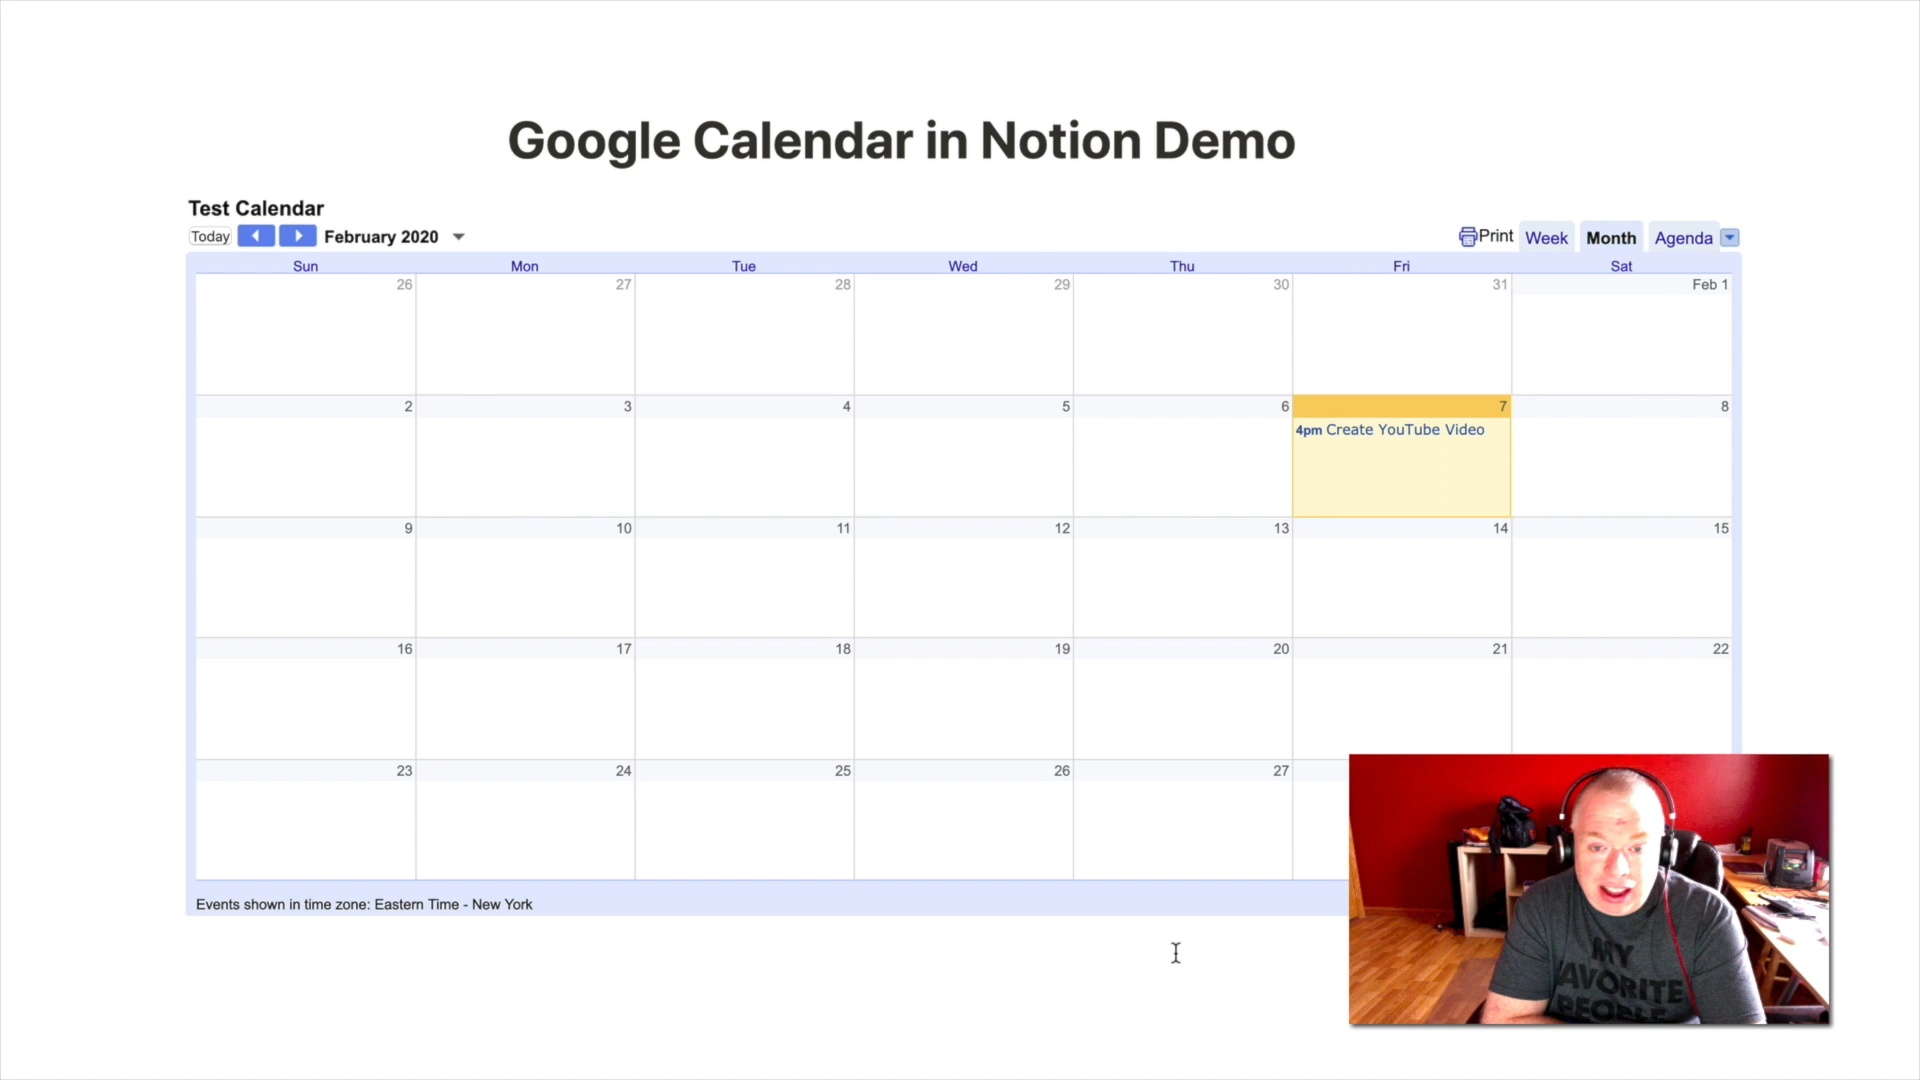 Google Calendar in Notion Demo
Test Calendar
Today February 2020 Print Week Month Agenda
Sun Mon Tue Wed Thu Fri Sat
26 27 28 29 30 31 Feb 1
2 3 4 5 6 7 8
4pm Create YouTube Video
9 10 11 12 13 14 15
16 17 18 19 20 21 22
23 24 25 26 27
Events shown in time zone: Eastern Time - New York
MY
FAVORITE
PEOPLE